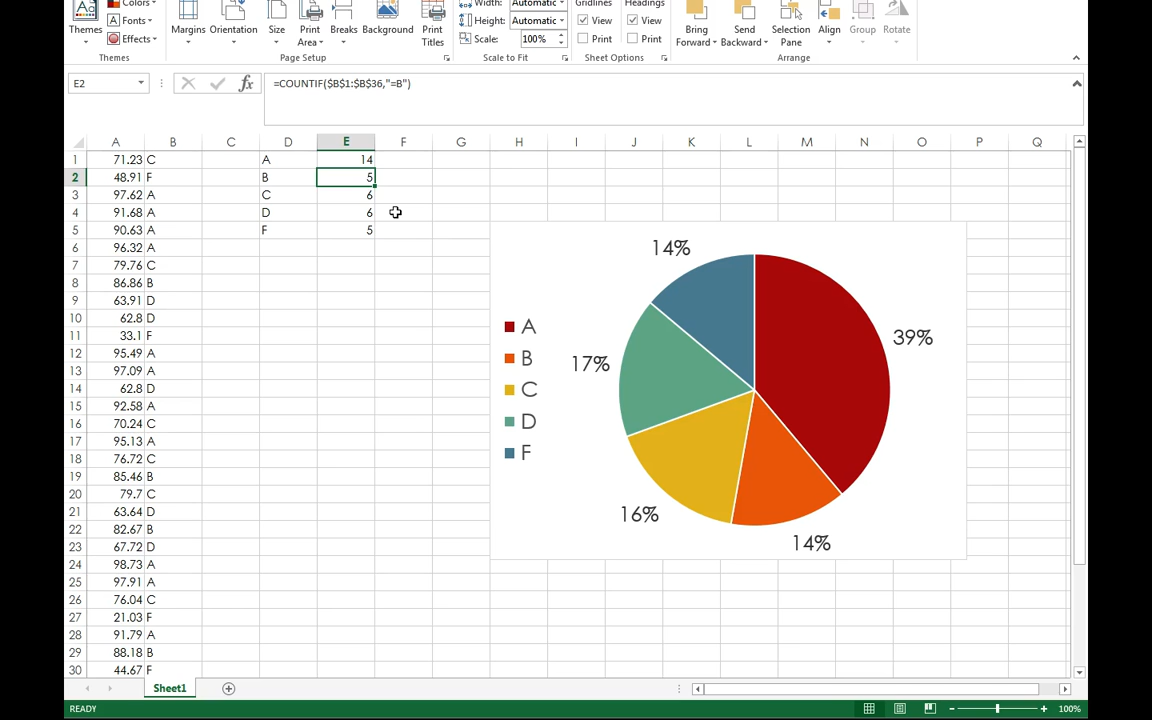 Colors Width: Automatic Gridlines Headings
Themes Fonts Margins Orientation Size Print Area Breaks Background Print Titles Height: Automatic View View Bring Forward Send Backward Selection Pane Align Group Rotate
Effects Scale: 100% Print Print
Themes Page Setup Scale to Fit Sheet Options Arrange
E2 fx =COUNTIF($B$1:$B$36,"=B")
A B C D E F G H I J K L M N O P Q
1 71.23 C A 14
2 48.91 F B 5
3 97.62 A C 6
4 91.68 A D 6
5 90.63 A F 5
6 96.32 A
7 79.76 C
8 86.86 B
9 63.91 D
10 62.8 D
11 33.1 F
12 95.49 A
13 97.09 A
14 62.8 D
15 92.58 A
16 70.24 C
17 95.13 A
18 76.72 C
19 85.46 B
20 79.7 C
21 63.64 D
22 82.67 B
23 67.72 D
24 98.73 A
25 97.91 A
26 76.04 C
27 21.03 F
28 91.79 A
29 88.18 B
30 44.67 F
14%
A
39%
B
17%
C
D
F
16%
14%
Sheet1
READY 100%